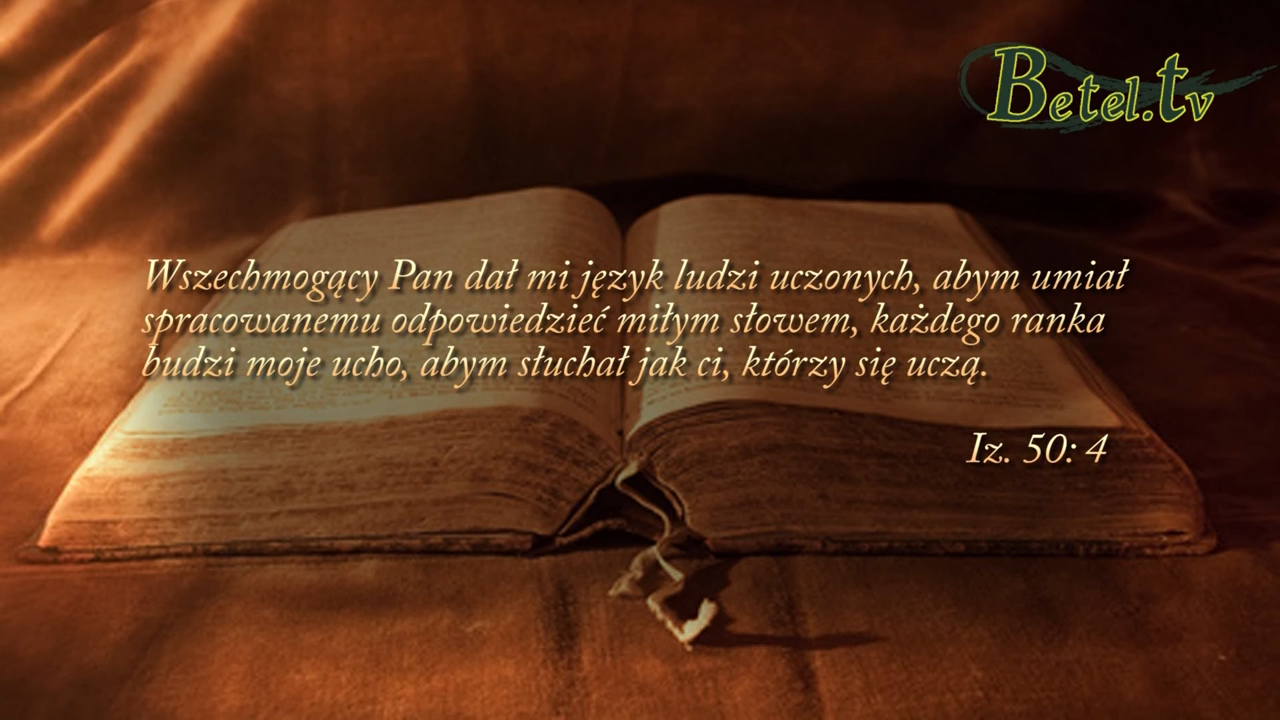 Betel.tv
Wszechmogący Pan dał mi język ludzi uczonych, abym umiał
spracowanemu odpowiedzieć miłym słowem, każdego ranka
budzi moje ucho, abym słuchał jak ci, którzy się uczą.
Iz. 50: 4